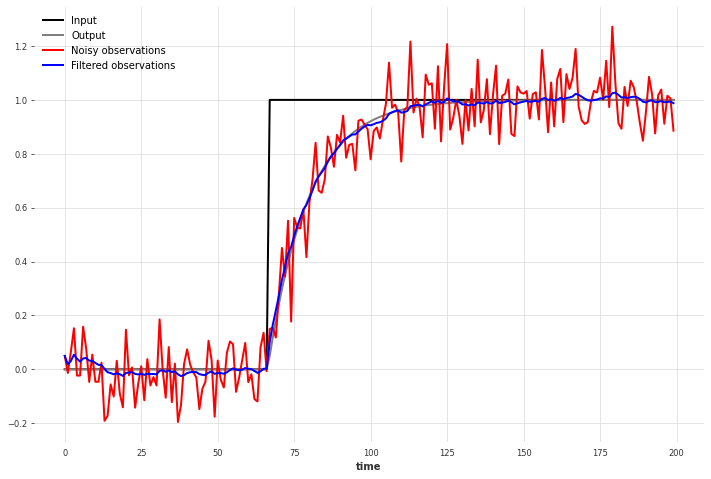 Input
Output
Noisy observations
Filtered observations
1.2
1.0
0.8
0.6
0.4
0.2
0.0
−0.2
0 25 50 75 100 125 150 175 200
time